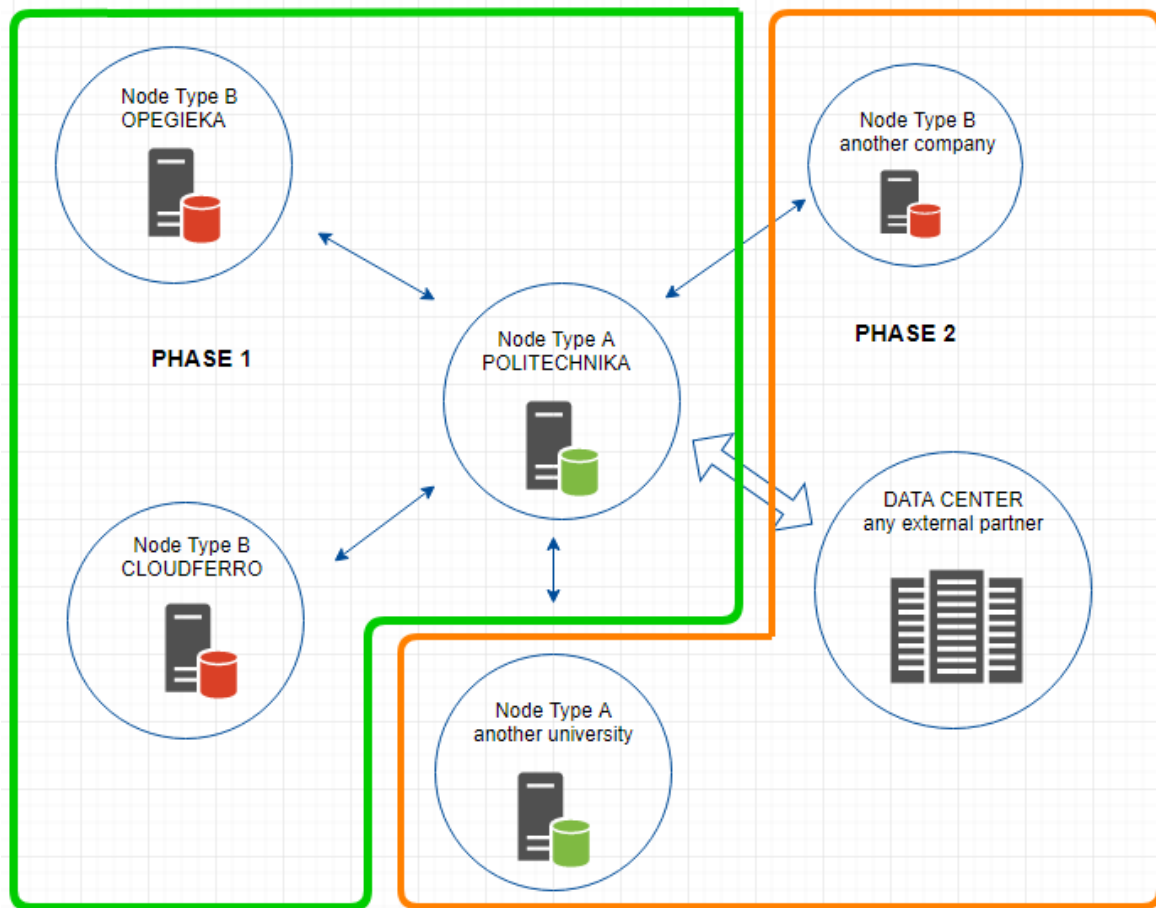 Node Type B
OPEGIEKA
Node Type B
another company
PHASE 1
Node Type A
POLITECHNIKA
PHASE 2
Node Type B
CLOUDFERRO
DATA CENTER
any external partner
Node Type A
another university